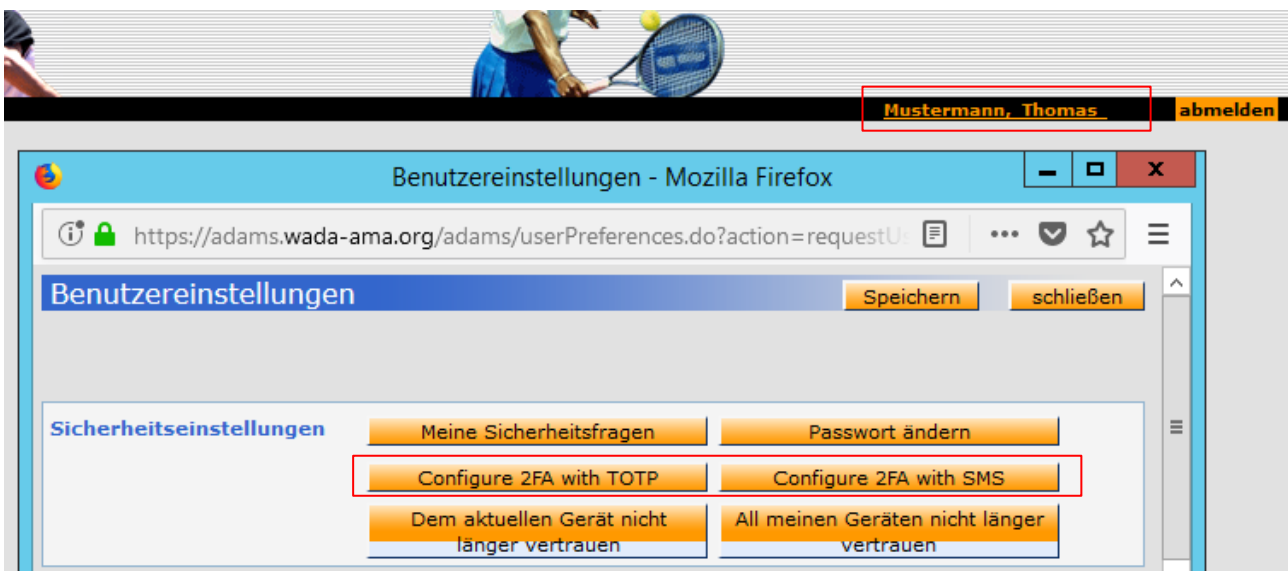 Mustermann, Thomas
abmelden
Benutzereinstellungen - Mozilla Firefox
https://adams.wada-ama.org/adams/userPreferences.do?action=requestU
Benutzereinstellungen
Speichern
schließen
Sicherheitseinstellungen
Meine Sicherheitsfragen
Passwort ändern
Configure 2FA with TOTP
Configure 2FA with SMS
Dem aktuellen Gerät nicht
länger vertrauen
All meinen Geräten nicht länger
vertrauen